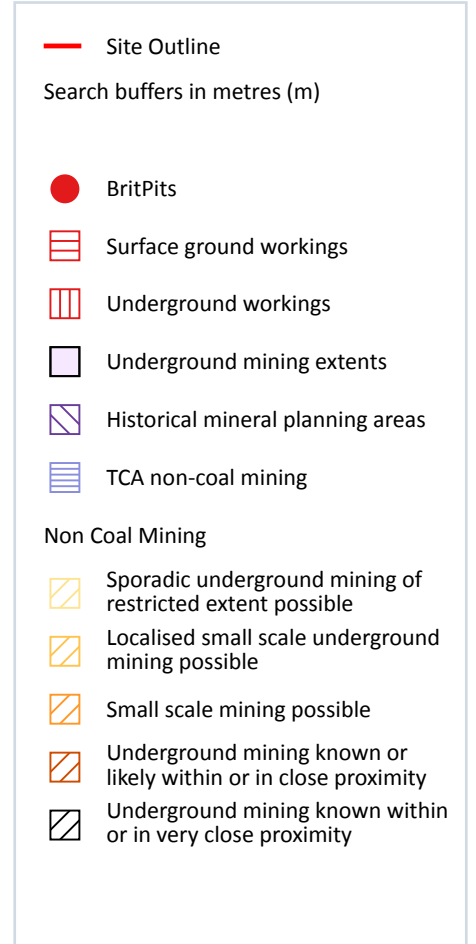 Site Outline
Search buffers in metres (m)
BritPits
Surface ground workings
Underground workings
Underground mining extents
Historical mineral planning areas
TCA non-coal mining
Non Coal Mining
Sporadic underground mining of
restricted extent possible
Localised small scale underground
mining possible
Small scale mining possible
Underground mining known or
likely within or in close proximity
Underground mining known within
or in very close proximity